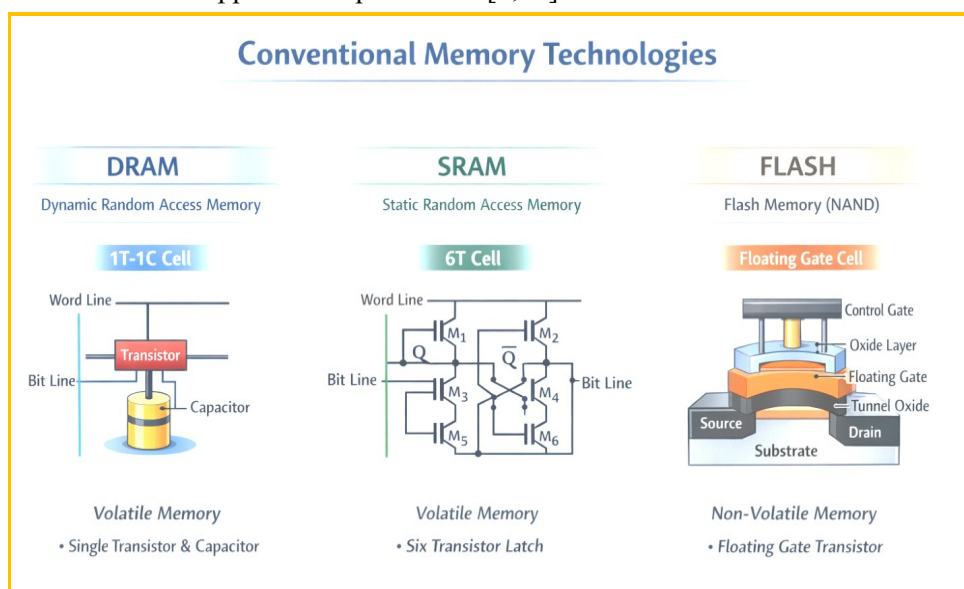 Conventional Memory Technologies
DRAM
Dynamic Random Access Memory
1T-1C Cell
Word Line
Transistor
Bit Line
Capacitor
Volatile Memory
• Single Transistor & Capacitor
SRAM
Static Random Access Memory
6T Cell
Word Line
M1
M2
Q
Q̅
Bit Line
M3
M4
Bit Line
M5
M6
Volatile Memory
• Six Transistor Latch
FLASH
Flash Memory (NAND)
Floating Gate Cell
Control Gate
Oxide Layer
Floating Gate
Tunnel Oxide
Source
Drain
Substrate
Non-Volatile Memory
• Floating Gate Transistor